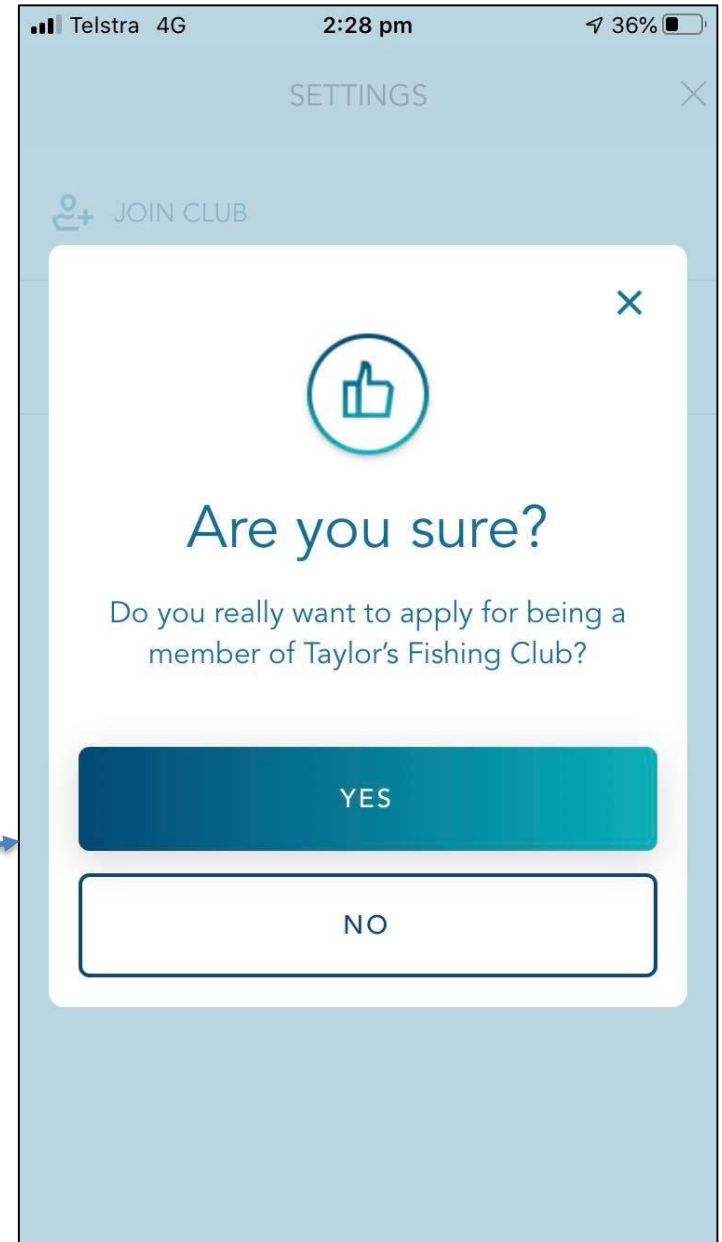 Telstra 4G 2:28 pm 36%
SETTINGS
JOIN CLUB
Are you sure?
Do you really want to apply for being a
member of Taylor’s Fishing Club?
YES
NO